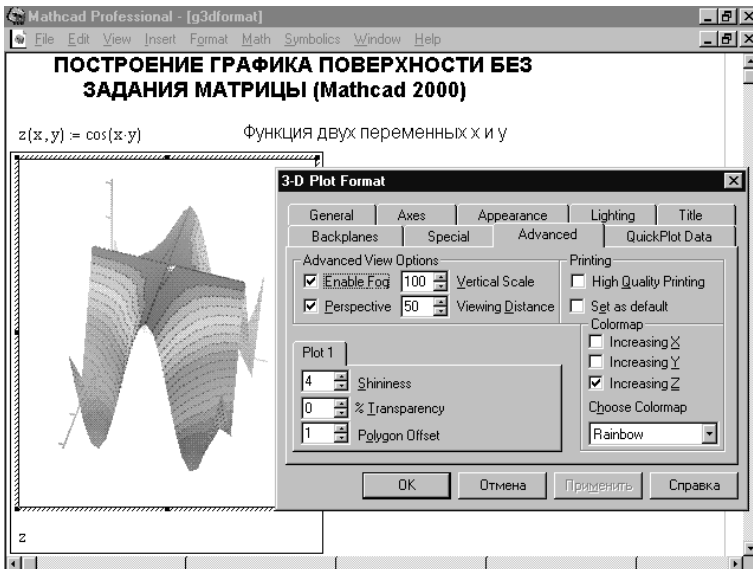 Mathcad Professional - [g3dformat]
File Edit View Insert Format Math Symbolics Window Help
ПОСТРОЕНИЕ ГРАФИКА ПОВЕРХНОСТИ БЕЗ
ЗАДАНИЯ МАТРИЦЫ (Mathcad 2000)
z(x,y) := cos(x·y) Функция двух переменных x и y
3-D Plot Format
General Axes Appearance Lighting Title
Backplanes Special Advanced QuickPlot Data
Advanced View Options Printing
Enable Fog 100 Vertical Scale High Quality Printing
Perspective 50 Viewing Distance Set as default
Colormap
Increasing X
Plot 1 Increasing Y
4 Shininess Increasing Z
0 % Transparency Choose Colormap
1 Polygon Offset Rainbow
OK Отмена Применить Справка
z